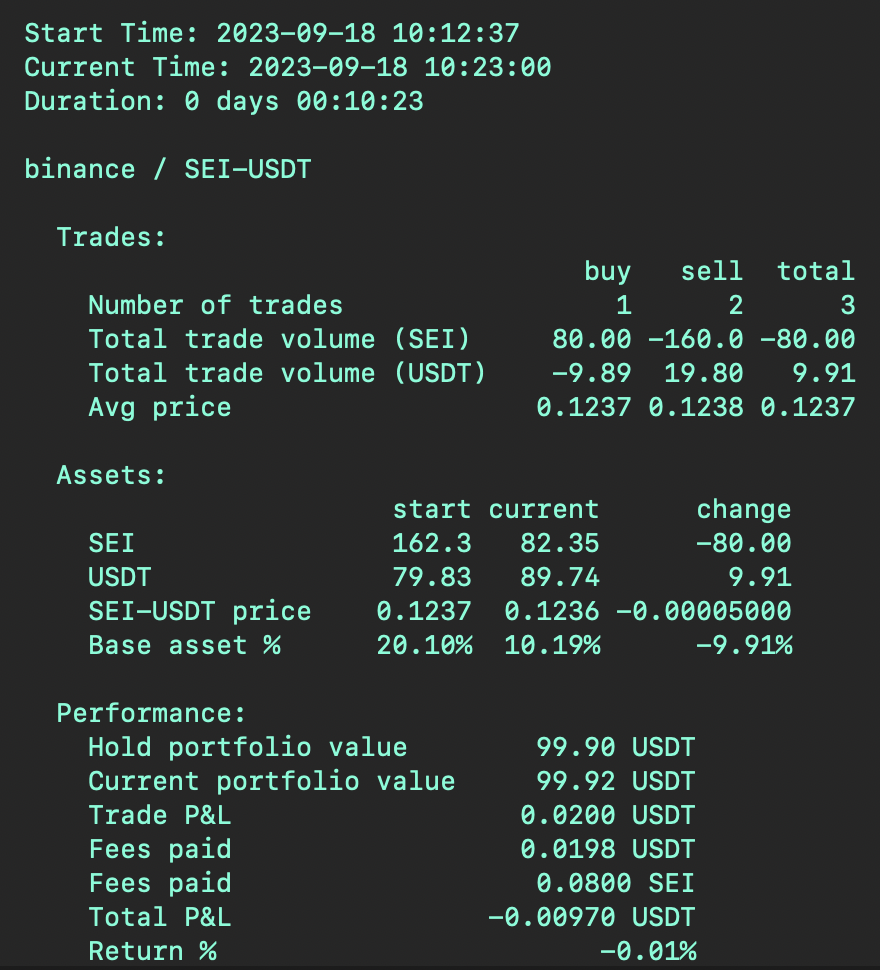 Start Time: 2023-09-18 10:12:37
Current Time: 2023-09-18 10:23:00
Duration: 0 days 00:10:23
binance / SEI-USDT
Trades:
buy sell total
Number of trades 1 2 3
Total trade volume (SEI) 80.00 -160.0 -80.00
Total trade volume (USDT) -9.89 19.80 9.91
Avg price 0.1237 0.1238 0.1237
Assets:
start current change
SEI 162.3 82.35 -80.00
USDT 79.83 89.74 9.91
SEI-USDT price 0.1237 0.1236 -0.00005000
Base asset % 20.10% 10.19% -9.91%
Performance:
Hold portfolio value 99.90 USDT
Current portfolio value 99.92 USDT
Trade P&L 0.0200 USDT
Fees paid 0.0198 USDT
Fees paid 0.0800 SEI
Total P&L -0.00970 USDT
Return % -0.01%